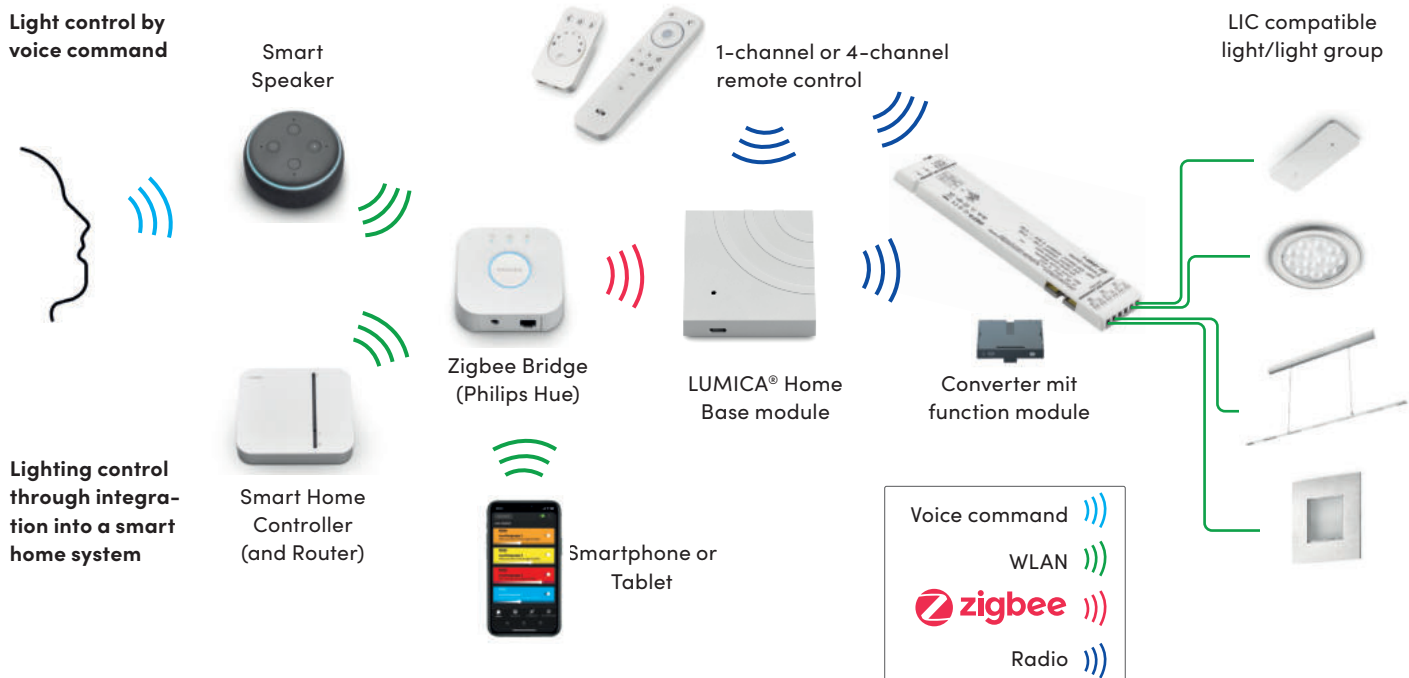 Light control by
voice command
Smart
Speaker
1-channel or 4-channel
remote control
LIC compatible
light/light group
Zigbee Bridge
(Philips Hue)
LUMICA® Home
Base module
Converter mit
function module
Lighting control
through integra-
tion into a smart
home system
Smart Home
Controller
(and Router)
Smartphone or
Tablet
Voice command
WLAN
zigbee
Radio